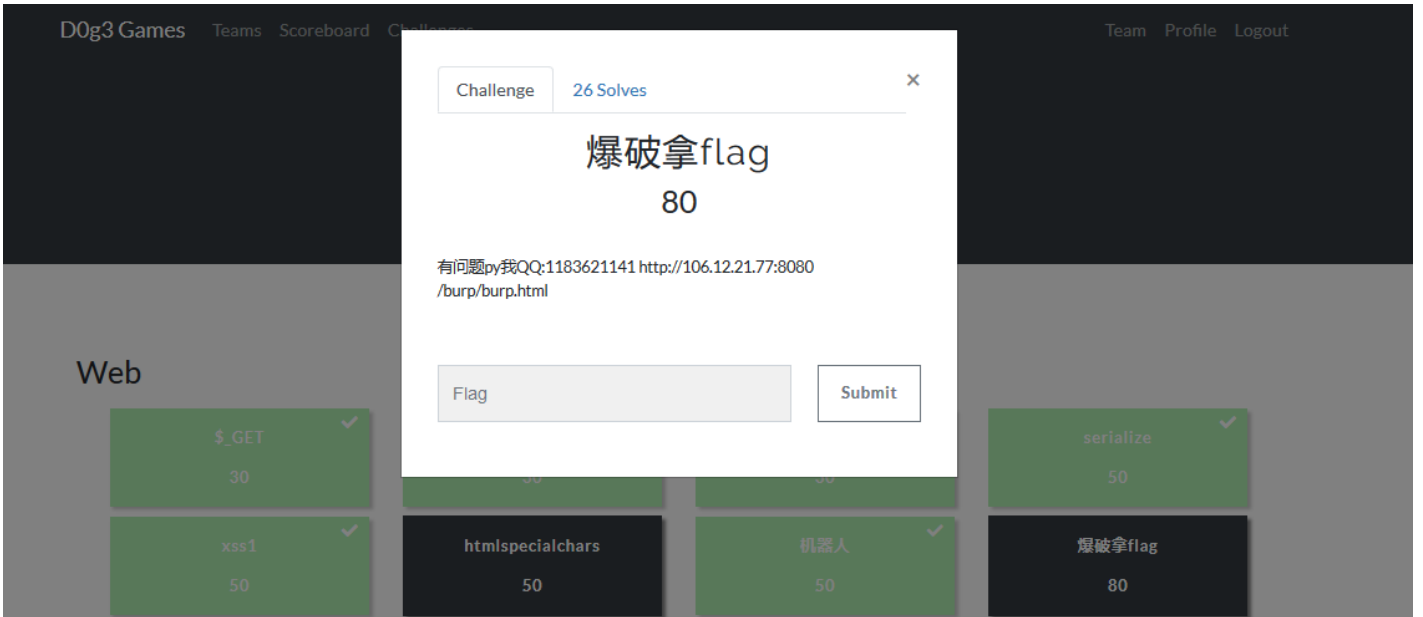 D0g3 Games Teams Scoreboard Challenges Team Profile Logout
Challenge 26 Solves ×
爆破拿flag
80
有问题py我QQ:1183621141 http://106.12.21.77:8080
/burp/burp.html
Flag Submit
Web
$_GET serialize
30 30 30 50
xss1 htmlspecialchars 机器人 爆破拿flag
50 50 50 80